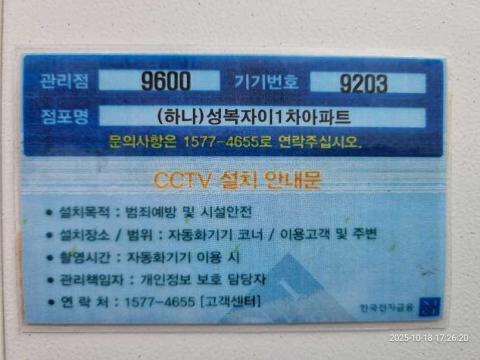 관리점 9600 기기번호 9203
점포명 (하나)성복자이1차아파트
문의사항은 1577-4655로 연락주십시오.
CCTV 설치 안내문
• 설치목적 : 범죄예방 및 시설안전
• 설치장소 / 범위 : 자동화기기 코너 / 이용고객 및 주변
• 촬영시간 : 자동화기기 이용 시
• 관리책임자 : 개인정보 보호 담당자
• 연 락 처 : 1577-4655 [고객센터]
한국전자금융
2025-10-18 17:26:20